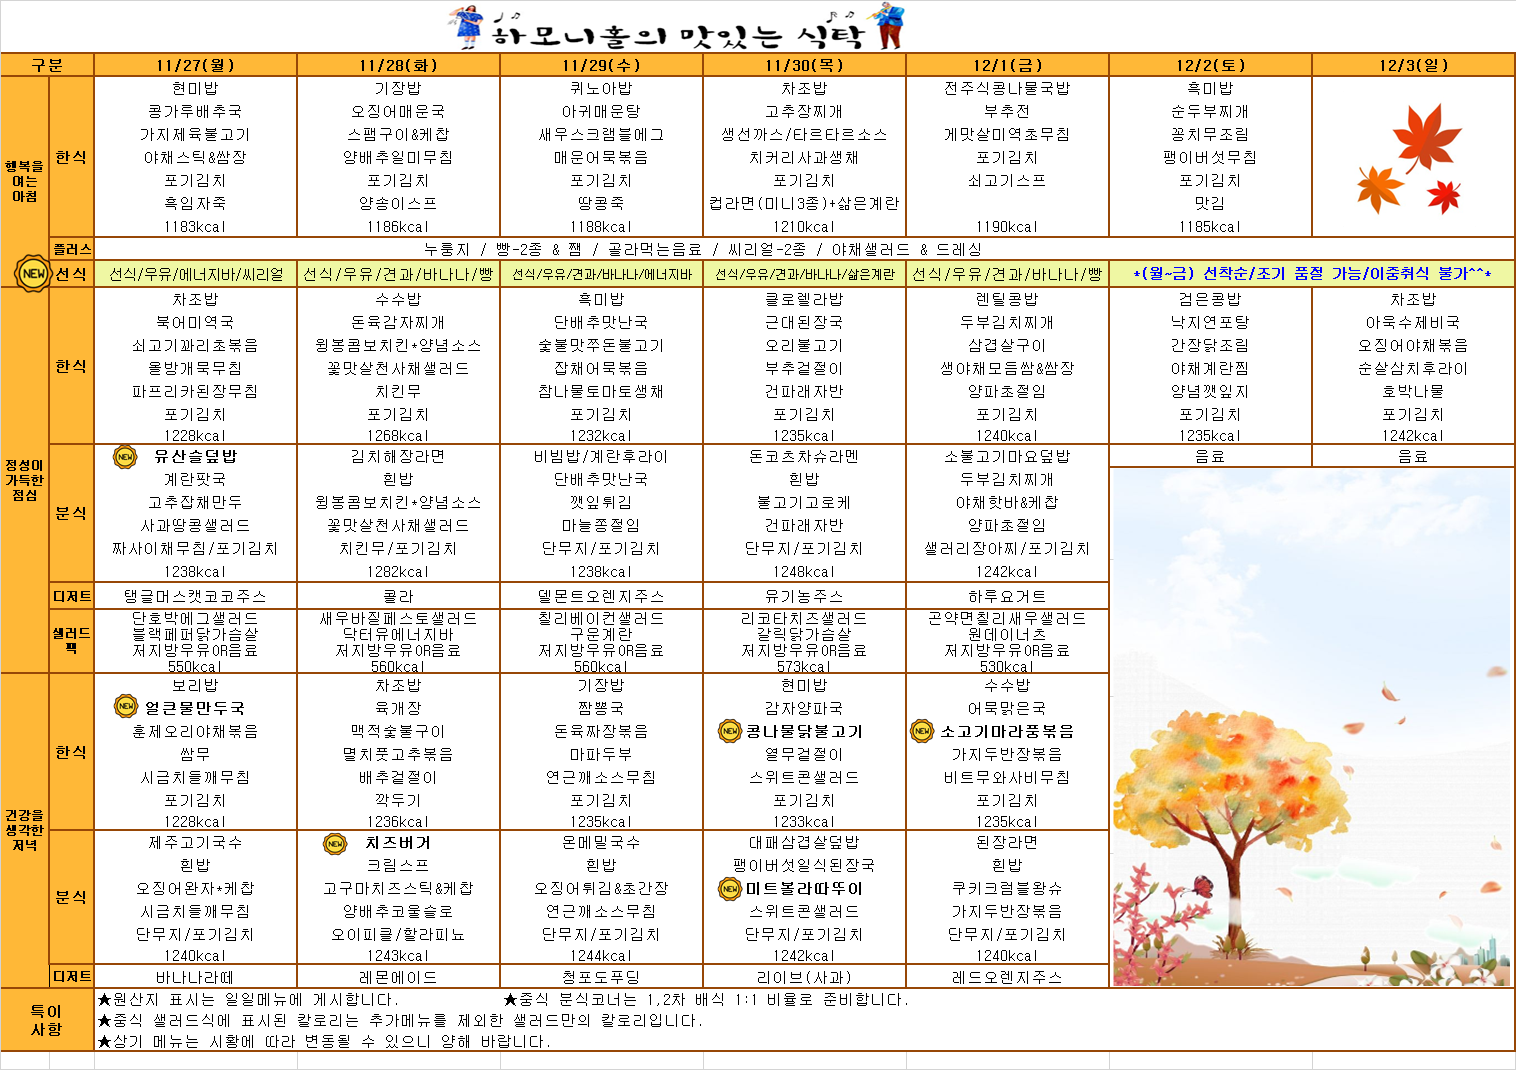 하모니홀의 맛있는 식탁
구분 11/27(월) 11/28(화) 11/29(수) 11/30(목) 12/1(금) 12/2(토) 12/3(일)
행복을
여는
아침
한식
현미밥 기장밥 퀴노아밥 차조밥 전주식콩나물국밥 흑미밥
콩가루배추국 오징어매운국 아귀매운탕 고추장찌개 부추전 순두부찌개
가지제육불고기 스팸구이&케찹 새우스크램블에그 생선까스/타르타르소스 게맛살미역초무침 꽁치무조림
야채스틱&쌈장 양배추일미무침 매운어묵볶음 치커리사과생채 포기김치 팽이버섯무침
포기김치 포기김치 포기김치 포기김치 쇠고기스프 포기김치
흑임자죽 양송이스프 땅콩죽 컵라면(미니3종)+삶은계란 맛김
1183kcal 1186kcal 1188kcal 1210kcal 1190kcal 1185kcal
플러스 누룽지 / 빵-2종 & 쨈 / 골라먹는음료 / 씨리얼-2종 / 야채샐러드 & 드레싱
NEW 선식 선식/우유/에너지바/씨리얼 선식/우유/견과/바나나/빵 선식/우유/견과/바나나/에너지바 선식/우유/견과/바나나/삶은계란 선식/우유/견과/바나나/빵 *(월~금) 선착순/조기 품절 가능/이중취식 불가^^*
정성이
가득한
점심
한식
차조밥 수수밥 흑미밥 클로렐라밥 렌틸콩밥 검은콩밥 차조밥
북어미역국 돈육감자찌개 단배추맛난국 근대된장국 두부김치찌개 낙지연포탕 아욱수제비국
쇠고기꽈리초볶음 윙봉콤보치킨*양념소스 숯불맛쭈돈불고기 오리불고기 삼겹살구이 간장닭조림 오징어야채볶음
올방개묵무침 꽃맛살천사채샐러드 잡채어묵볶음 부추겉절이 생야채모듬쌈&쌈장 야채계란찜 순살삼치후라이
파프리카된장무침 치킨무 참나물토마토생채 건파래자반 양파초절임 양념깻잎지 호박나물
포기김치 포기김치 포기김치 포기김치 포기김치 포기김치 포기김치
1228kcal 1268kcal 1232kcal 1235kcal 1240kcal 1235kcal 1242kcal
분식
NEW 유산슬덮밥 김치해장라면 비빔밥/계란후라이 돈코츠차슈라멘 소불고기마요덮밥 음료 음료
계란팟국 흰밥 단배추맛난국 흰밥 두부김치찌개
고추잡채만두 윙봉콤보치킨*양념소스 깻잎튀김 불고기고로케 야채핫바&케찹
사과땅콩샐러드 꽃맛살천사채샐러드 마늘쫑절임 건파래자반 양파초절임
짜사이채무침/포기김치 치킨무/포기김치 단무지/포기김치 단무지/포기김치 샐러리장아찌/포기김치
1238kcal 1282kcal 1238kcal 1248kcal 1242kcal
디저트 탱글머스캣코코주스 콜라 델몬트오렌지주스 유기농주스 하루요거트
샐러드
팩
단호박에그샐러드 새우바질페스토샐러드 칠리베이컨샐러드 리코타치즈샐러드 곤약면칠리새우샐러드
블랙페퍼닭가슴살 닥터유에너지바 구운계란 갈릭닭가슴살 원데이너츠
저지방우유OR음료 저지방우유OR음료 저지방우유OR음료 저지방우유OR음료 저지방우유OR음료
550kcal 560kcal 560kcal 573kcal 530kcal
건강을
생각한
저녁
한식
보리밥 차조밥 기장밥 현미밥 수수밥
NEW 얼큰물만두국 육개장 짬뽕국 감자양파국 어묵맑은국
훈제오리야채볶음 맥적숯불구이 돈육짜장볶음 NEW 콩나물닭불고기 NEW 소고기마라풍볶음
쌈무 멸치풋고추볶음 마파두부 열무겉절이 가지두반장볶음
시금치들깨무침 배추겉절이 연근깨소스무침 스위트콘샐러드 비트무와사비무침
포기김치 깍두기 포기김치 포기김치 포기김치
1228kcal 1236kcal 1235kcal 1233kcal 1235kcal
분식
제주고기국수 NEW 치즈버거 온메밀국수 대패삼겹살덮밥 된장라면
흰밥 크림스프 흰밥 팽이버섯일식된장국 흰밥
오징어완자*케찹 고구마치즈스틱&케찹 오징어튀김&초간장 NEW 미트볼라따뚜이 쿠키크럼블왕슈
시금치들깨무침 양배추코울슬로 연근깨소스무침 스위트콘샐러드 가지두반장볶음
단무지/포기김치 오이피클/할라피뇨 단무지/포기김치 단무지/포기김치 단무지/포기김치
1240kcal 1243kcal 1244kcal 1242kcal 1240kcal
디저트 바나나라떼 레몬에이드 청포도푸딩 리이브(사과) 레드오렌지주스
특이
사항
★원산지 표시는 일일메뉴에 게시합니다. ★중식 분식코너는 1,2차 배식 1:1 비율로 준비합니다.
★중식 샐러드식에 표시된 칼로리는 추가메뉴를 제외한 샐러드만의 칼로리입니다.
★상기 메뉴는 시황에 따라 변동될 수 있으니 양해 바랍니다.